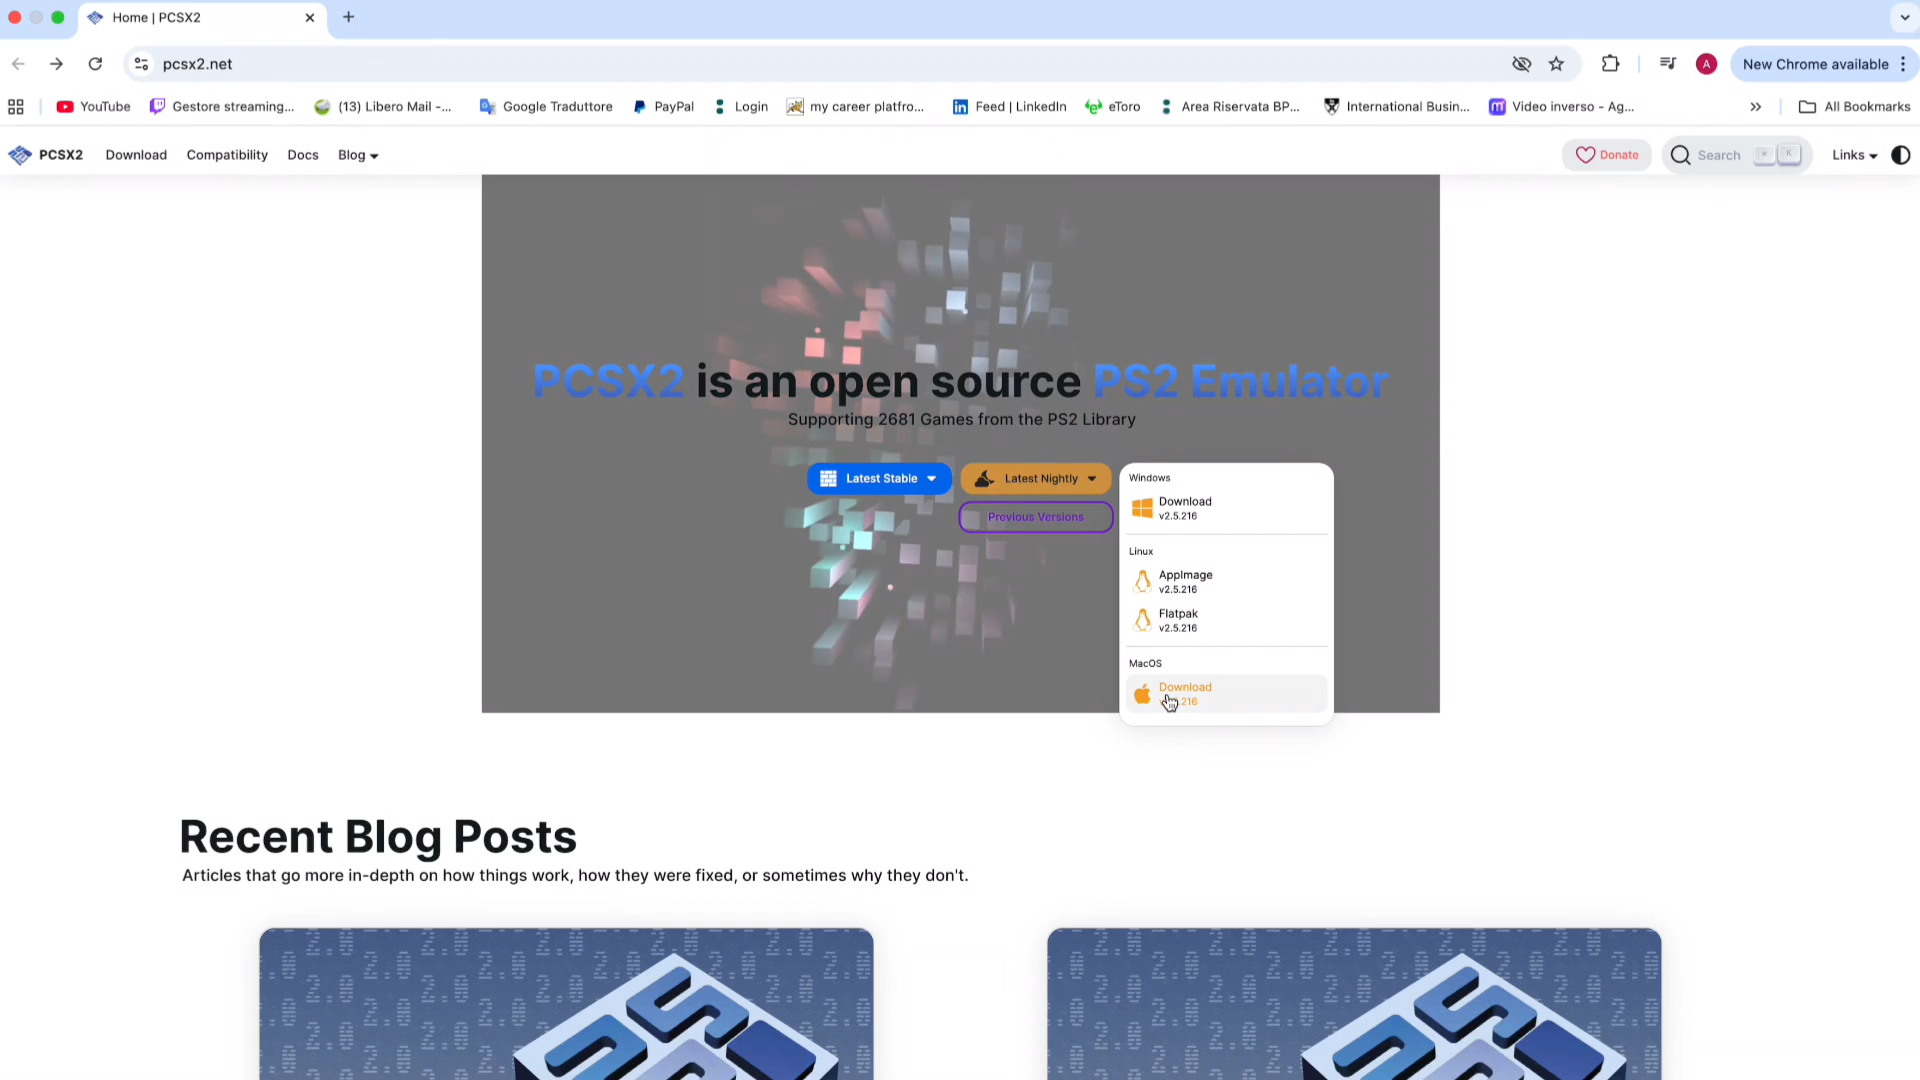 Home | PCSX2
pcsx2.net
A
New Chrome available
YouTube
Gestore streaming...
(13) Libero Mail -...
Google Traduttore
PayPal
Login
my career platfro...
Feed | LinkedIn
eToro
Area Riservata BP...
International Busin...
Video inverso - Ag...
All Bookmarks
PCSX2
Download
Compatibility
Docs
Blog
Donate
Search
K
Links
PCSX2 is an open source PS2 Emulator
Supporting 2681 Games from the PS2 Library
Latest Stable
Latest Nightly
Previous Versions
Windows
Download
v2.5.216
Linux
AppImage
v2.5.216
Flatpak
v2.5.216
MacOS
Download
216
Recent Blog Posts
Articles that go more in-depth on how things work, how they were fixed, or sometimes why they don't.